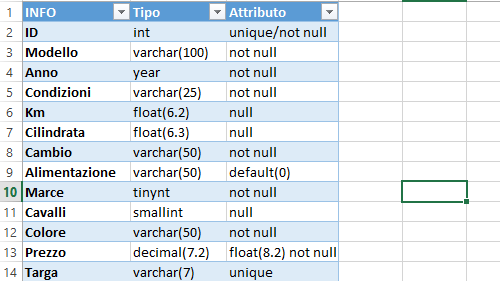 1 INFO Tipo Attributo
2 ID int unique/not null
3 Modello varchar(100) not null
4 Anno year not null
5 Condizioni varchar(25) not null
6 Km float(6.2) null
7 Cilindrata float(6.3) null
8 Cambio varchar(50) not null
9 Alimentazione varchar(50) default(0)
10 Marce tinynt not null
11 Cavalli smallint null
12 Colore varchar(50) not null
13 Prezzo decimal(7.2) float(8.2) not null
14 Targa varchar(7) unique